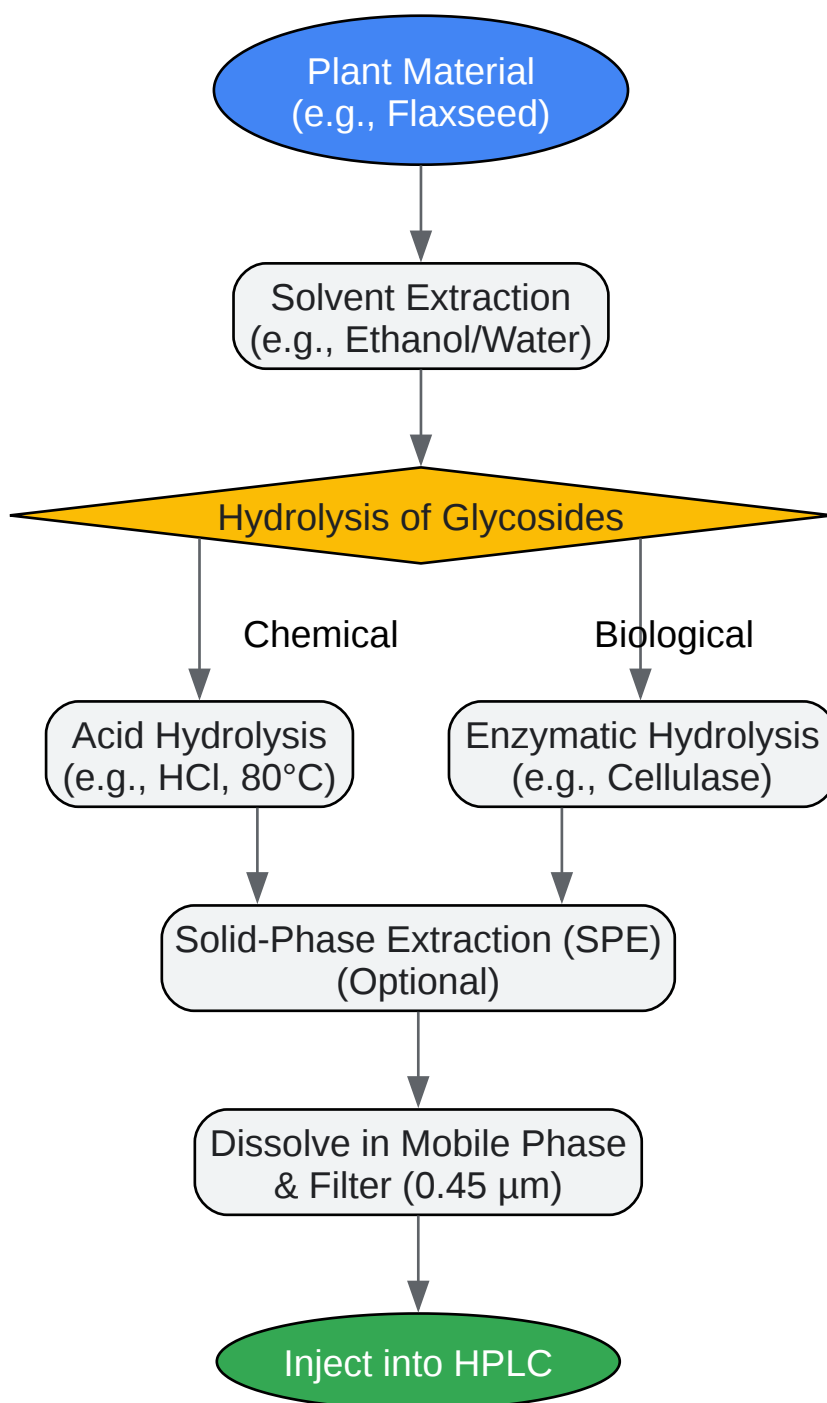 Plant Material
(e.g., Flaxseed)
Solvent Extraction
(e.g., Ethanol/Water)
Hydrolysis of Glycosides
Chemical
Biological
Acid Hydrolysis
(e.g., HCl, 80°C)
Enzymatic Hydrolysis
(e.g., Cellulase)
Solid-Phase Extraction (SPE)
(Optional)
Dissolve in Mobile Phase
& Filter (0.45 µm)
Inject into HPLC